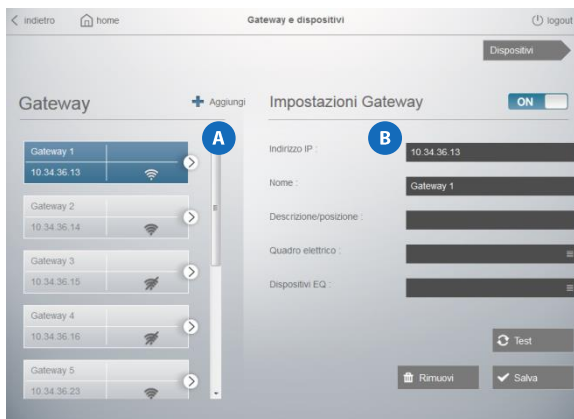 indietro home Gateway e dispositivi logout
Dispositivi
Gateway Aggiungi
A
Gateway 1
10.34.36.13
Gateway 2
10.34.36.14
Gateway 3
10.34.36.15
Gateway 4
10.34.36.16
Gateway 5
10.34.36.23
Impostazioni Gateway ON
B
Indirizzo IP : 10.34.36.13
Nome : Gateway 1
Descrizione/posizione :
Quadro elettrico :
Dispositivi EQ :
Test
Rimuovi Salva